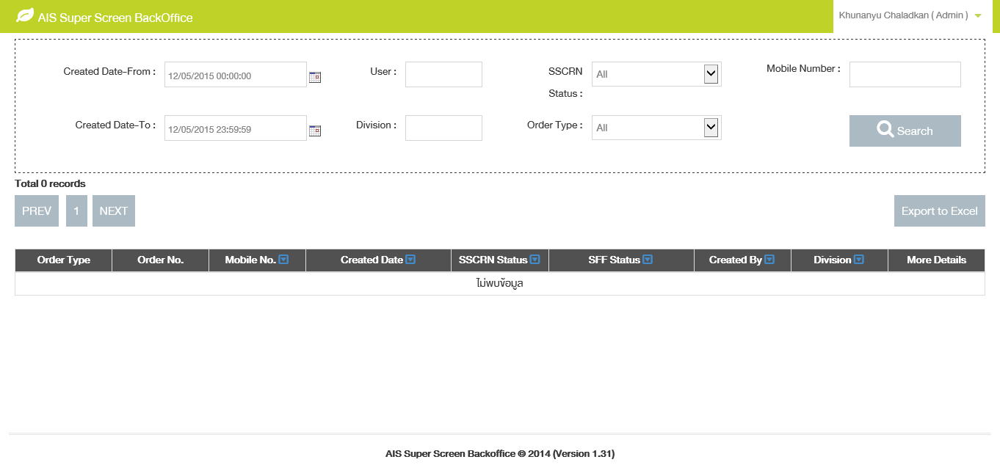 AIS Super Screen BackOffice
Khunanyu Chaladkan ( Admin )
Created Date-From : 12/05/2015 00:00:00 User : SSCRN Status : All Mobile Number :
Created Date-To : 12/05/2015 23:59:59 Division : Order Type : All Search
Total 0 records
PREV 1 NEXT Export to Excel
Order Type Order No. Mobile No. Created Date SSCRN Status SFF Status Created By Division More Details
ไม่พบข้อมูล
AIS Super Screen Backoffice © 2014 (Version 1.31)